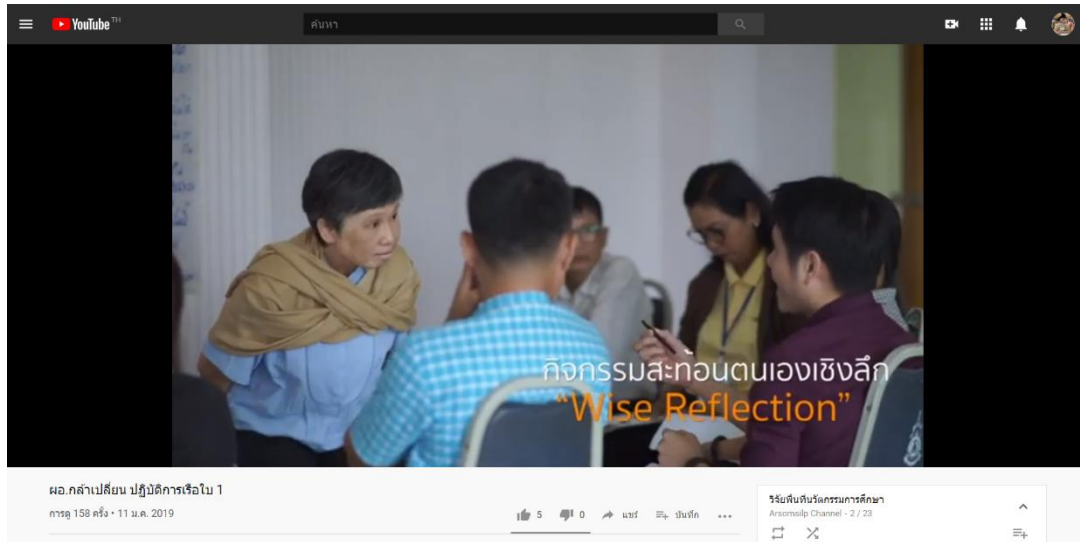 YouTube TH
ค้นหา
กิจกรรมสะท้อนตนเองเชิงลึก
“Wise Reflection”
ผอ.กล้าเปลี่ยน ปฏิบัติการเรือใบ 1
การดู 158 ครั้ง • 11 ม.ค. 2019
5 0 แชร์ บันทึก
วิจัยพื้นที่นวัตกรรมการศึกษา
Arsomsilp Channel - 2 / 23